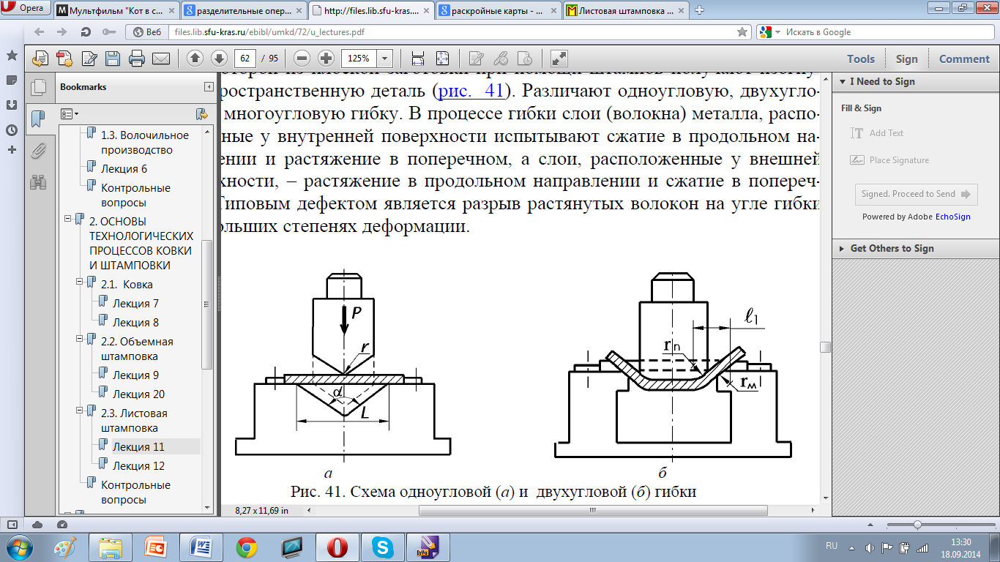 Opera
Мультфильм "Кот в с...
разделительные опер...
http://files.lib.sfu-kras....
раскройные карты - ...
Листовая штамповка ...
Веб
files.lib.sfu-kras.ru/ebibl/umkd/72/u_lectures.pdf
Искать в Google
62 / 95
125%
Tools
Sign
Comment
Bookmarks
1.3. Волочильное
производство
Лекция 6
Контрольные
вопросы
2. ОСНОВЫ
ТЕХНОЛОГИЧЕСКИХ
ПРОЦЕССОВ КОВКИ
И ШТАМПОВКИ
2.1. Ковка
Лекция 7
Лекция 8
2.2. Объемная
штамповка
Лекция 9
Лекция 20
2.3. Листовая
штамповка
Лекция 11
Лекция 12
Контрольные
вопросы
ространственную деталь (рис. 41). Различают одноугловую, двухугло-
многоугловую гибку. В процессе гибки слои (волокна) металла, распо-
ные у внутренней поверхности испытывают сжатие в продольном на-
ении и растяжение в поперечном, а слои, расположенные у внешней
хности, – растяжение в продольном направлении и сжатие в попереч-
Типовым дефектом является разрыв растянутых волокон на угле гибки
ольших степенях деформации.
P
r
α
L
а
ℓ1
rп
rм
б
Рис. 41. Схема одноугловой (а) и двухугловой (б) гибки
8,27 x 11,69 in
I Need to Sign
Fill & Sign
Add Text
Place Signature
Signed. Proceed to Send
Powered by Adobe EchoSign
Get Others to Sign
RU
13:30
18.09.2014